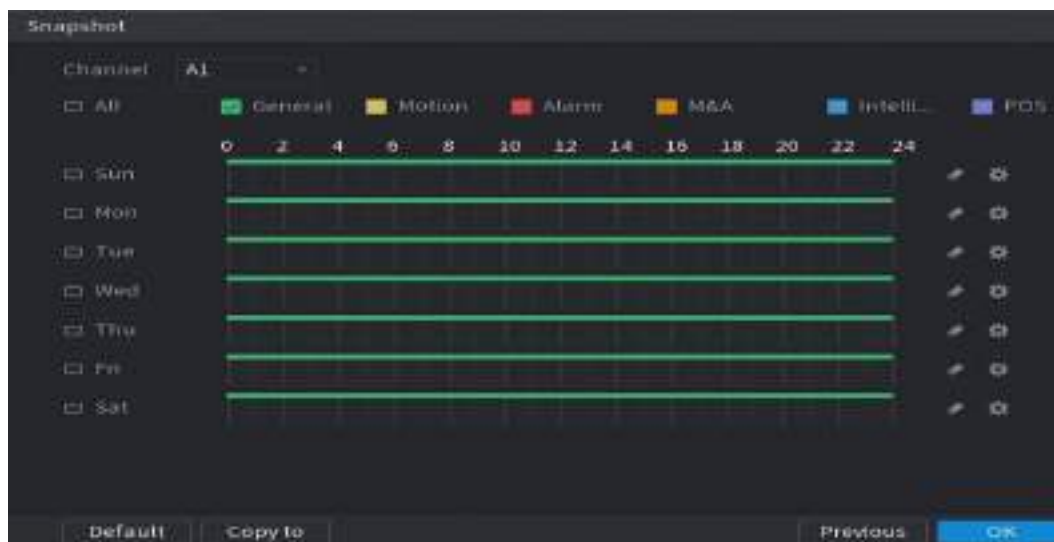 Snapshot
Channel A1
All General Motion Alarm M&A Intelli... POS
0 2 4 6 8 10 12 14 16 18 20 22 24
Sun
Mon
Tue
Wed
Thu
Fri
Sat
Default Copy to Previous OK